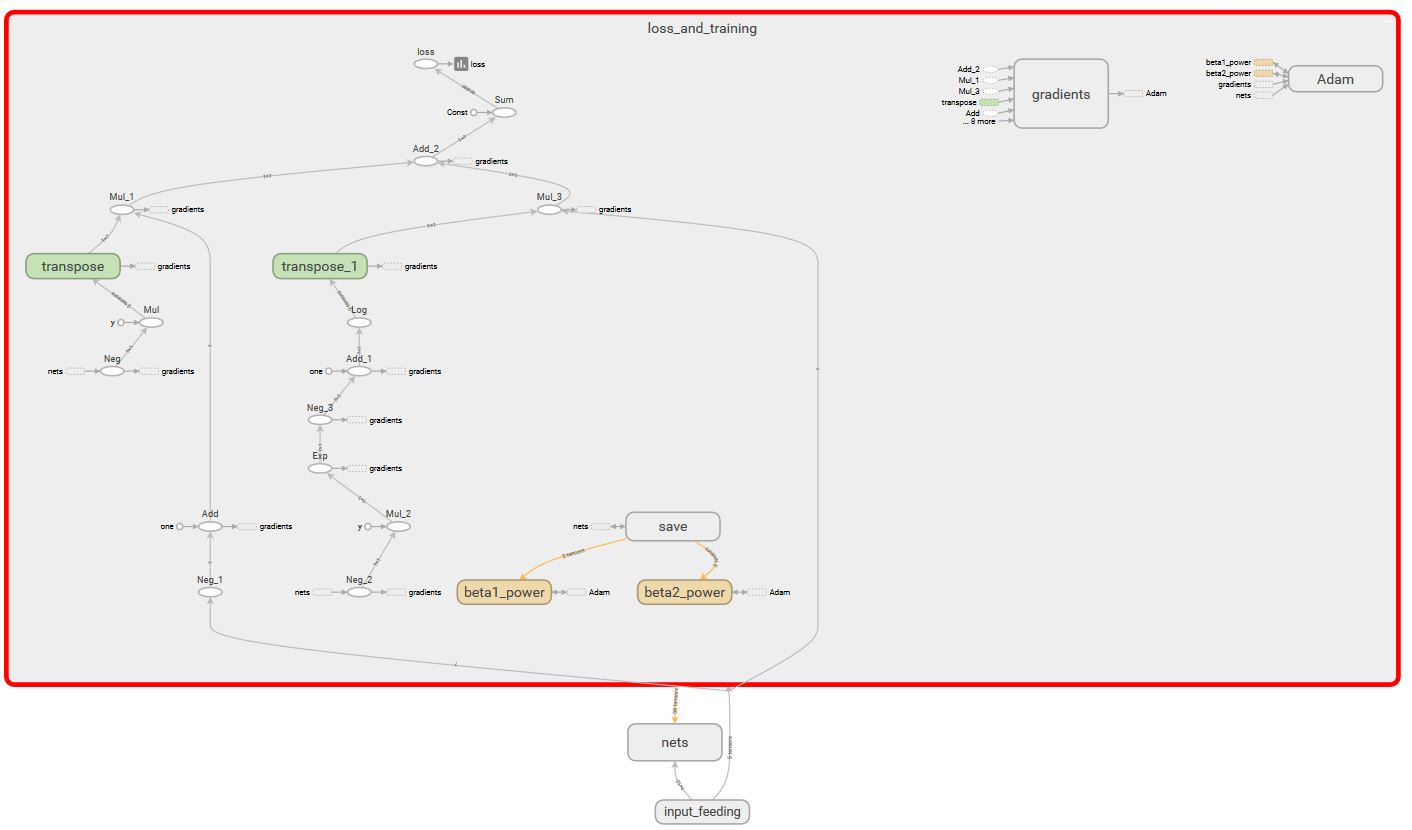 loss_and_training
loss
loss
Sum
Const
Add_2
gradients
Add_2
Mul_1
Mul_3
transpose
Add
... 8 more
gradients
Adam
beta1_power
beta2_power
gradients
nets
Adam
Mul_1
gradients
Mul_3
gradients
transpose
gradients
transpose_1
gradients
Mul
y
Log
Neg
nets
gradients
Add_1
one
gradients
Neg_3
gradients
Exp
gradients
Add
one
gradients
Mul_2
y
nets
save
2 tensors
Neg_1
Neg_2
nets
gradients
beta1_power
Adam
beta2_power
Adam
nets
input_feeding